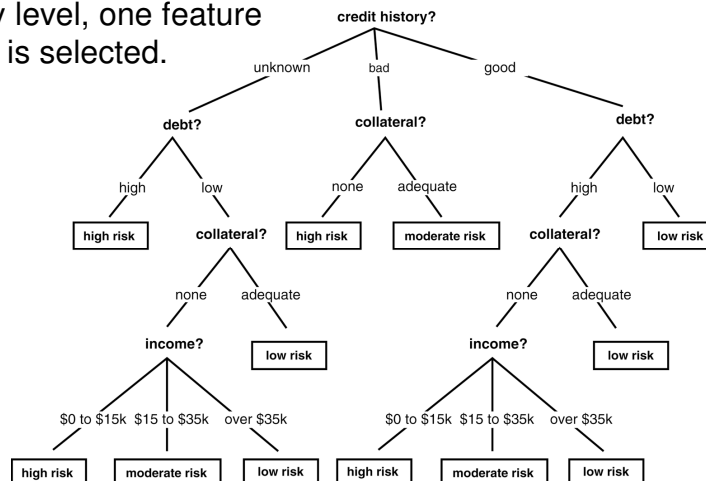 y level, one feature
is selected.
credit history?
unknown bad good
debt? collateral? debt?
high low none adequate high low
high risk collateral? high risk moderate risk collateral? low risk
none adequate none adequate
income? low risk income? low risk
$0 to $15k $15 to $35k over $35k $0 to $15k $15 to $35k over $35k
high risk moderate risk low risk high risk moderate risk low risk